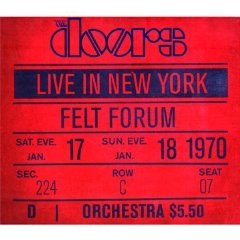 THE
doors
LIVE IN NEW YORK
FELT FORUM
SAT. EVE. SUN. EVE.
JAN. 17 JAN. 18 1970
SEC. ROW SEAT
224 C 07
D | ORCHESTRA $5.50